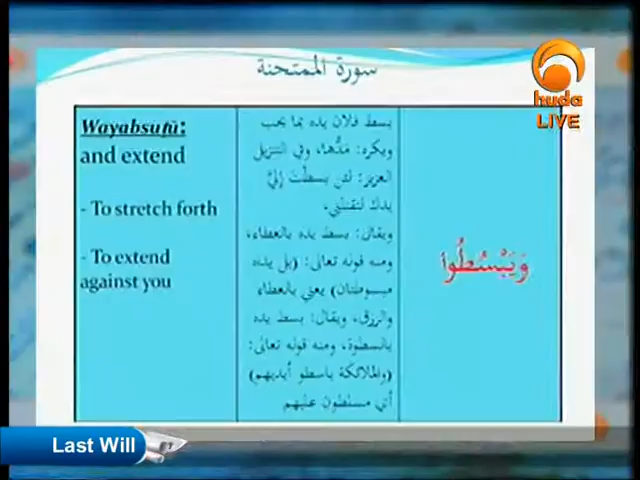 huda
LIVE
سورة الممتحنة
Wayabsuṭū:
and extend
- To stretch forth
- To extend
against you
بسط فلان يده بما يحب
ويكره: مَدَّها، وفي التنزيل
العزيز: لئن بسطتَ إليَّ
يدك لتقتلني،
ويقال: بسط يده بالعطاء،
ومنه قوله تعالى: (بل يداه
مبسوطتان) يعني بالعطاء
والرزق، ويقال: بسط يده
بالسطوة، ومنه قوله تعالى:
(والملائكة باسطو أيديهم)
أي مسلطون عليهم
وَيَبْسُطُوا
Last Will